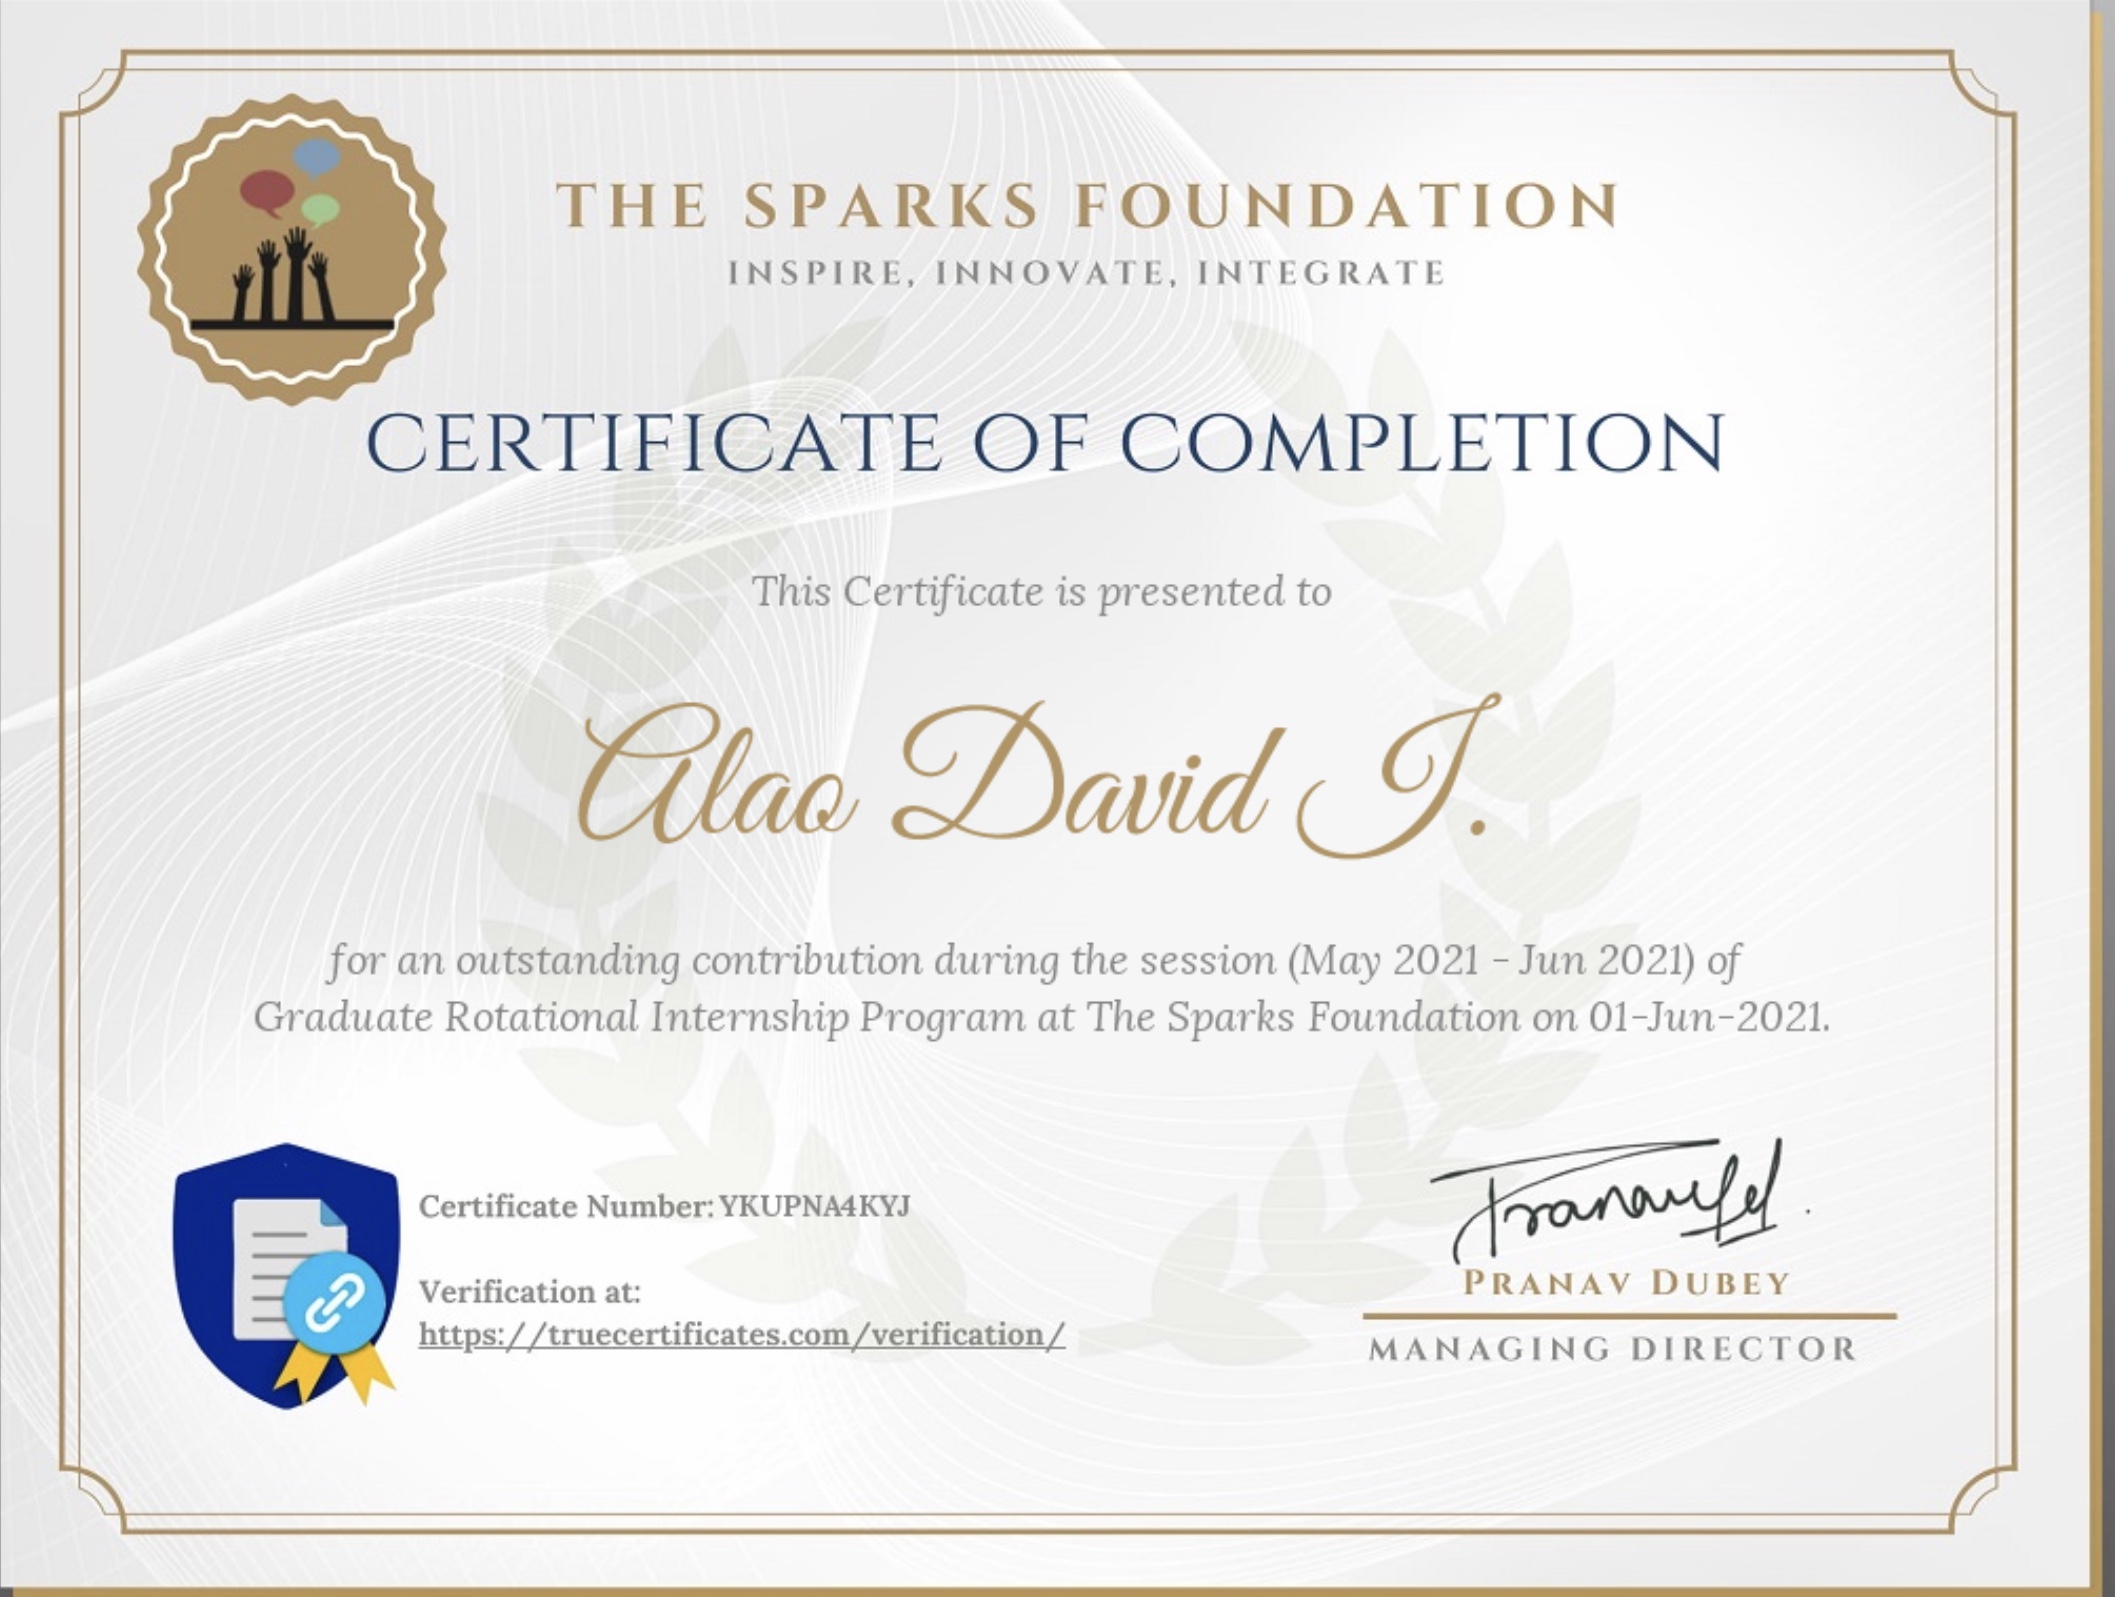 THE SPARKS FOUNDATION
INSPIRE, INNOVATE, INTEGRATE
CERTIFICATE OF COMPLETION
This Certificate is presented to
Alao David I.
for an outstanding contribution during the session (May 2021 - Jun 2021) of
Graduate Rotational Internship Program at The Sparks Foundation on 01-Jun-2021.
Certificate Number: YKUPNA4KYJ
Verification at:
https://truecertificates.com/verification/
PRANAV DUBEY
MANAGING DIRECTOR